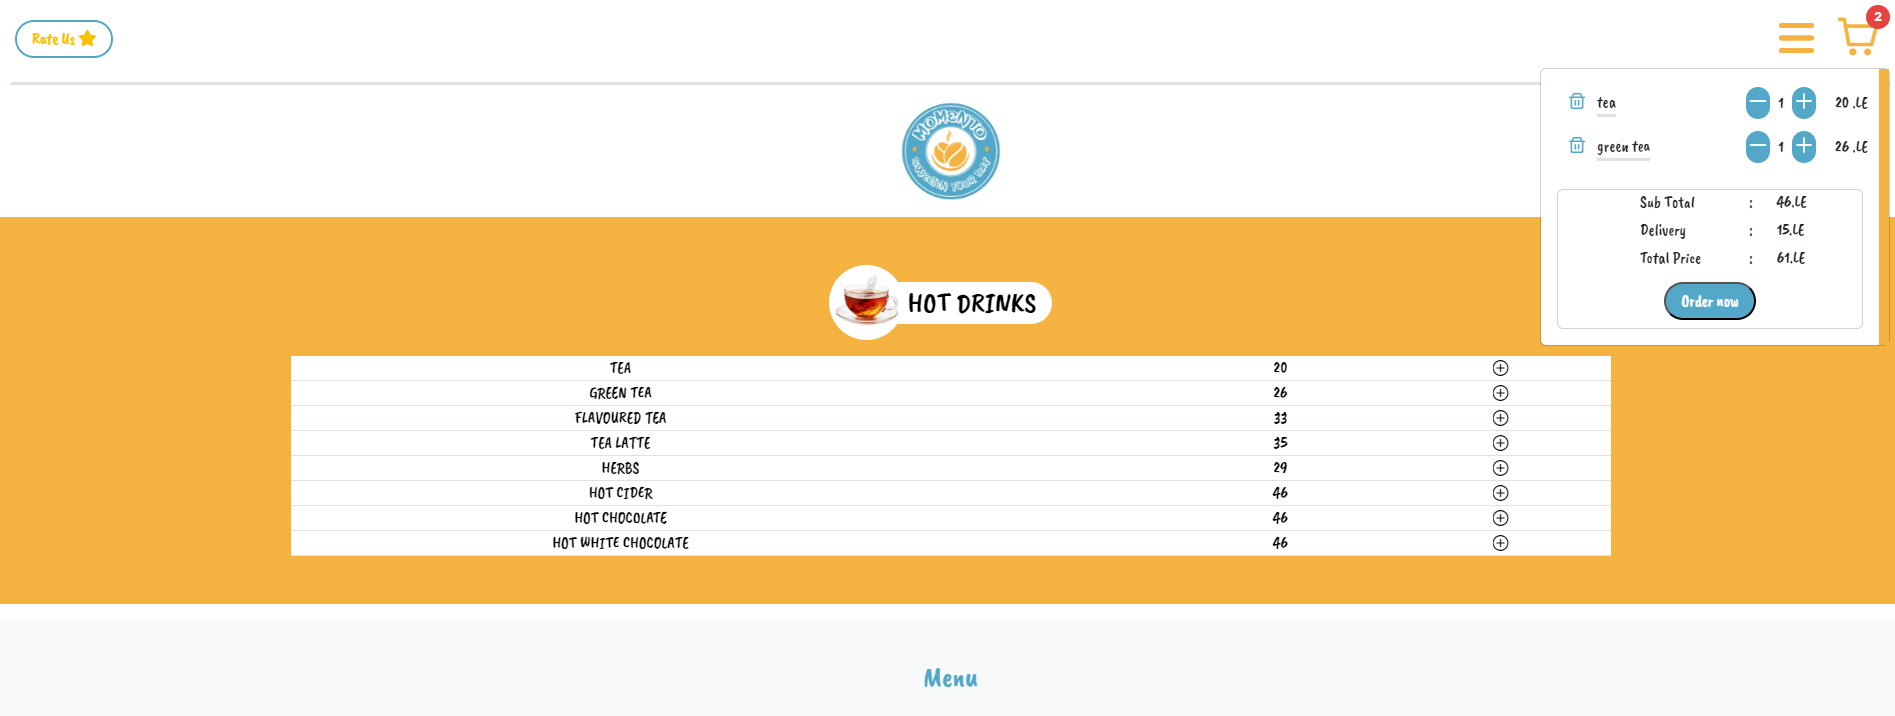 Rate Us
2
tea 1 20 .LE
green tea 1 26 .LE
Sub Total : 46.LE
Delivery : 15.LE
Total Price : 61.LE
Order now
MOMENTO
SWEETEN YOUR DAY
HOT DRINKS
TEA 20
GREEN TEA 26
FLAVOURED TEA 33
TEA LATTE 35
HERBS 29
HOT CIDER 46
HOT CHOCOLATE 46
HOT WHITE CHOCOLATE 46
Menu